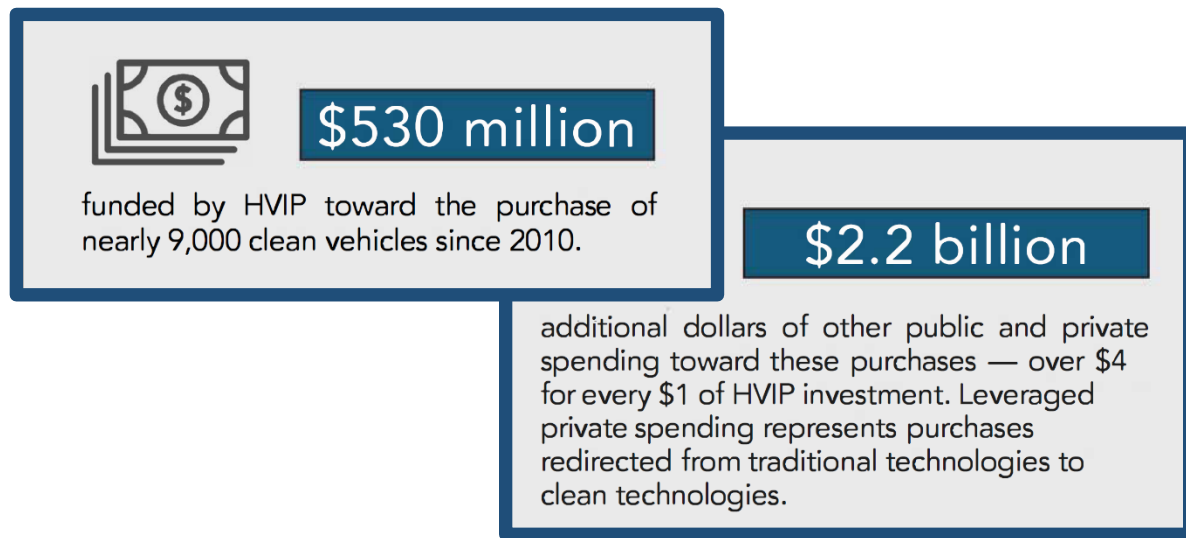 $
$530 million
funded by HVIP toward the purchase of
nearly 9,000 clean vehicles since 2010.
$2.2 billion
additional dollars of other public and private
spending toward these purchases — over $4
for every $1 of HVIP investment. Leveraged
private spending represents purchases
redirected from traditional technologies to
clean technologies.